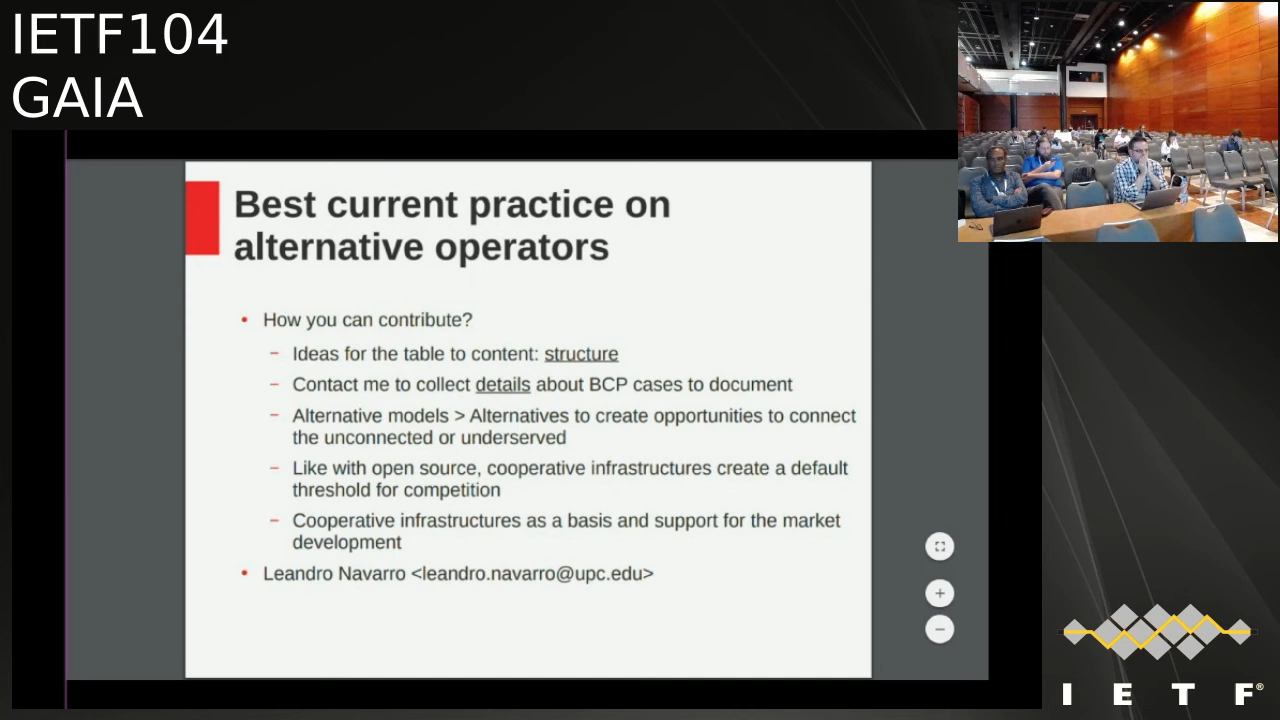 IETF104
GAIA
Best current practice on
alternative operators
• How you can contribute?
– Ideas for the table to content: structure
– Contact me to collect details about BCP cases to document
– Alternative models > Alternatives to create opportunities to connect
the unconnected or underserved
– Like with open source, cooperative infrastructures create a default
threshold for competition
– Cooperative infrastructures as a basis and support for the market
development
• Leandro Navarro <leandro.navarro@upc.edu>
I E T F®